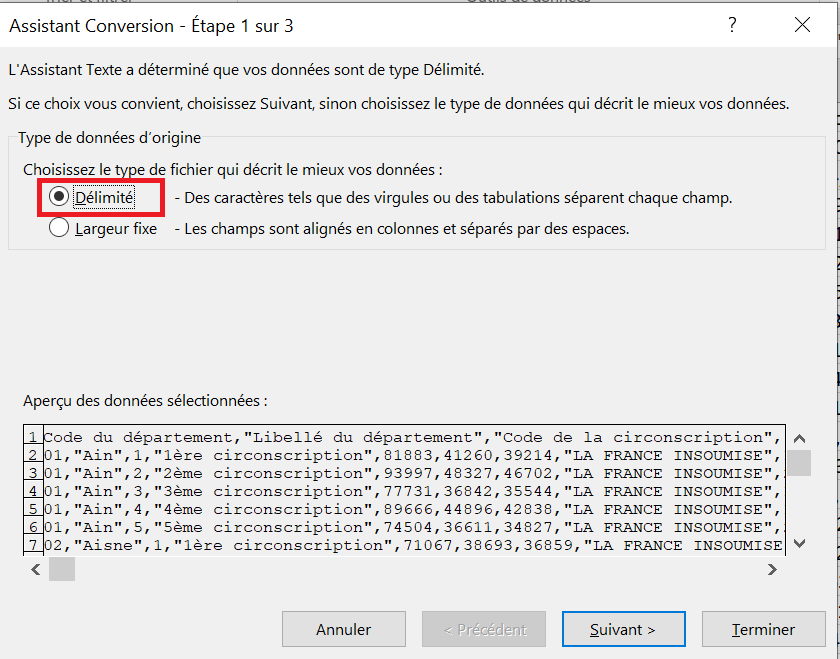 Trier et filtrer Outils de données
Assistant Conversion - Étape 1 sur 3 ?
L'Assistant Texte a déterminé que vos données sont de type Délimité.
Si ce choix vous convient, choisissez Suivant, sinon choisissez le type de données qui décrit le mieux vos données.
Type de données d'origine
Choisissez le type de fichier qui décrit le mieux vos données :
Délimité - Des caractères tels que des virgules ou des tabulations séparent chaque champ.
Largeur fixe - Les champs sont alignés en colonnes et séparés par des espaces.
Aperçu des données sélectionnées :
1 Code du département,"Libellé du département","Code de la circonscription",
2 01,"Ain",1,"1ère circonscription",81883,41260,39214,"LA FRANCE INSOUMISE",
3 01,"Ain",2,"2ème circonscription",93997,48327,46702,"LA FRANCE INSOUMISE",
4 01,"Ain",3,"3ème circonscription",77731,36842,35544,"LA FRANCE INSOUMISE",
5 01,"Ain",4,"4ème circonscription",89666,44896,42838,"LA FRANCE INSOUMISE",
6 01,"Ain",5,"5ème circonscription",74504,36611,34827,"LA FRANCE INSOUMISE",
7 02,"Aisne",1,"1ère circonscription",71067,38693,36859,"LA FRANCE INSOUMISE
Annuler < Précédent Suivant > Terminer